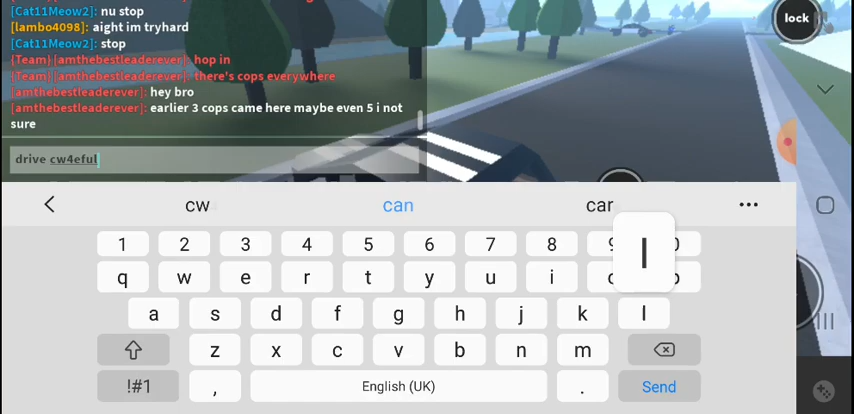 [Cat11Meow2]: nu stop
[lambo4098]: aight im tryhard
[Cat11Meow2]: stop
[Team] [amthebestleaderever]: hop in
[Team] [amthebestleaderever]: there's cops everywhere
[amthebestleaderever]: hey bro
[amthebestleaderever]: earlier 3 cops came here maybe even 5 i not
sure
lock
drive cw4eful
cw can car
l
1 2 3 4 5 6 7 8 9 0
q w e r t y u i o p
a s d f g h j k l
z x c v b n m
!#1 , English (UK) . Send